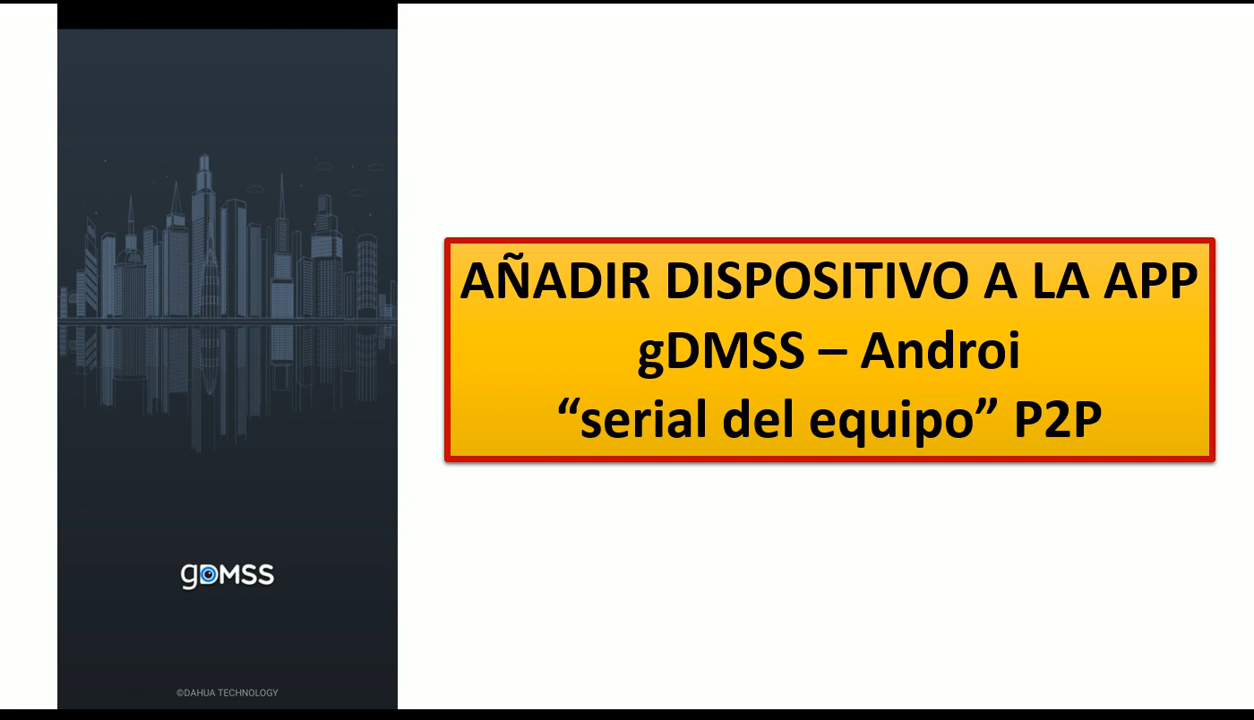 AÑADIR DISPOSITIVO A LA APP
gDMSS – Androi
“serial del equipo” P2P
gDMSS
©DAHUA TECHNOLOGY